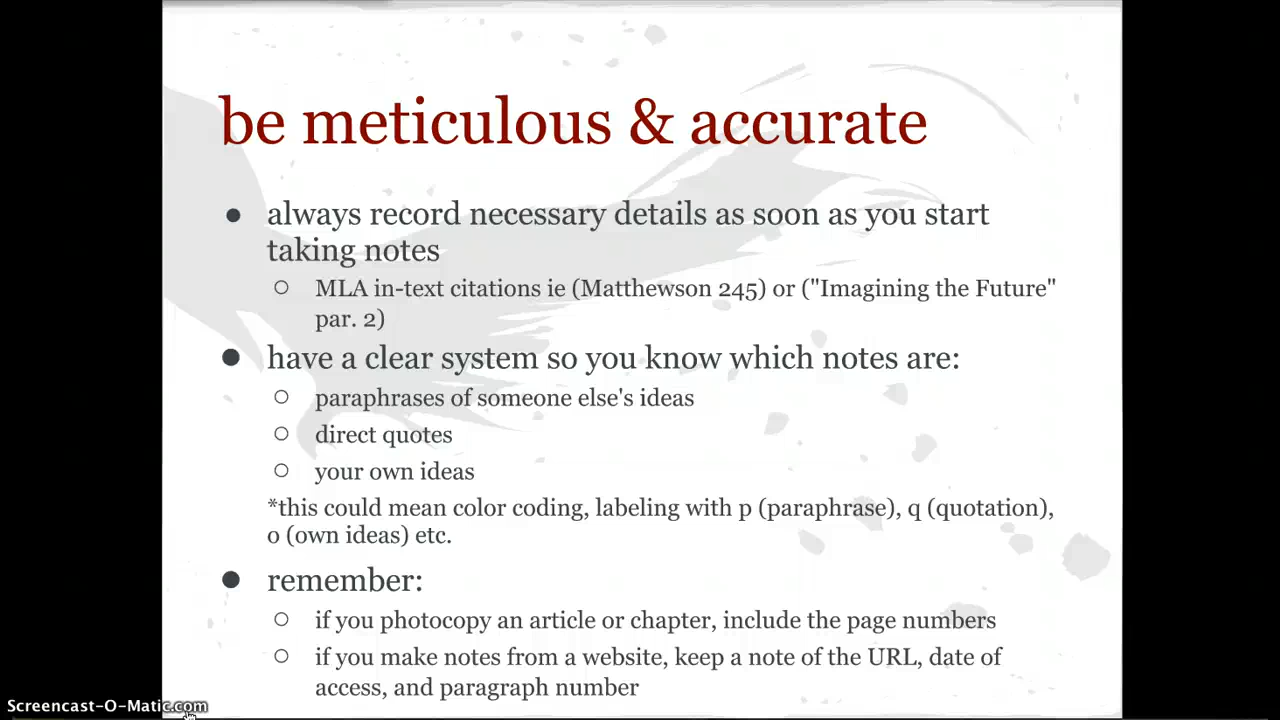 be meticulous & accurate
● always record necessary details as soon as you start
taking notes
○ MLA in-text citations ie (Matthewson 245) or ("Imagining the Future"
par. 2)
● have a clear system so you know which notes are:
○ paraphrases of someone else's ideas
○ direct quotes
○ your own ideas
*this could mean color coding, labeling with p (paraphrase), q (quotation),
o (own ideas) etc.
● remember:
○ if you photocopy an article or chapter, include the page numbers
○ if you make notes from a website, keep a note of the URL, date of
access, and paragraph number
Screencast-O-Matic.com